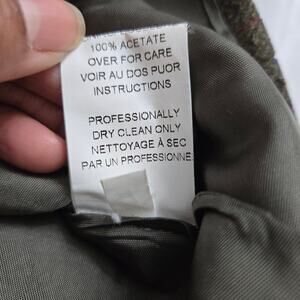 100% ACETATE
OVER FOR CARE
VOIR AU DOS PUOR
INSTRUCTIONS
PROFESSIONALLY
DRY CLEAN ONLY
NETTOYAGE À SEC
PAR UN PROFESSIONNE